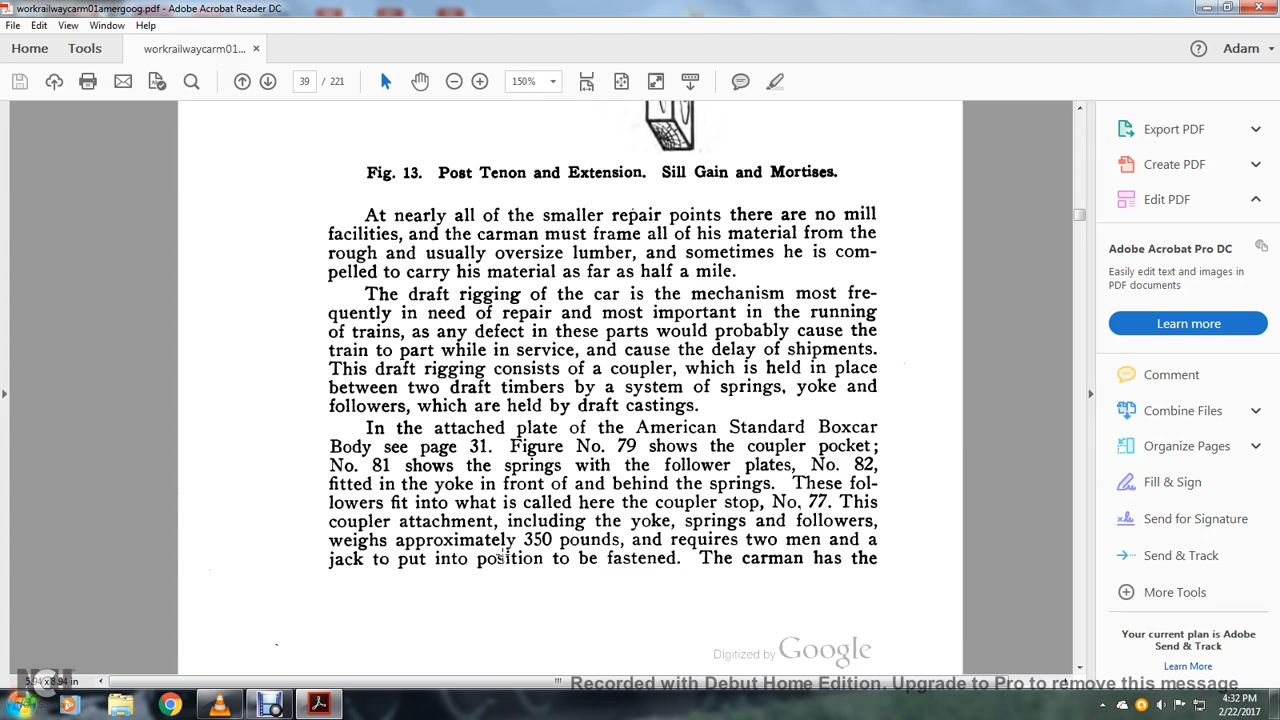 workrailwaycarm01amergoog.pdf - Adobe Acrobat Reader DC
File Edit View Window Help
Home Tools workrailwaycarm01... × Adam
39 / 221 150%
Fig. 13. Post Tenon and Extension. Sill Gain and Mortises.
At nearly all of the smaller repair points there are no mill
facilities, and the carman must frame all of his material from the
rough and usually oversize lumber, and sometimes he is com-
pelled to carry his material as far as half a mile.
The draft rigging of the car is the mechanism most fre-
quently in need of repair and most important in the running
of trains, as any defect in these parts would probably cause the
train to part while in service, and cause the delay of shipments.
This draft rigging consists of a coupler, which is held in place
between two draft timbers by a system of springs, yoke and
followers, which are held by draft castings.
In the attached plate of the American Standard Boxcar
Body see page 31. Figure No. 79 shows the coupler pocket;
No. 81 shows the springs with the follower plates, No. 82,
fitted in the yoke in front of and behind the springs. These fol-
lowers fit into what is called here the coupler stop, No. 77. This
coupler attachment, including the yoke, springs and followers,
weighs approximately 350 pounds, and requires two men and a
jack to put into position to be fastened. The carman has the
Digitized by Google
Export PDF
Create PDF
Edit PDF
Adobe Acrobat Pro DC
Easily edit text and images in
PDF documents
Learn more
Comment
Combine Files
Organize Pages
Fill & Sign
Send for Signature
Send & Track
More Tools
Your current plan is Adobe
Send & Track
Learn More
5.94 x 8.94 in
Recorded with Debut Home Edition. Upgrade to Pro to remove this message
4:32 PM
2/22/2017